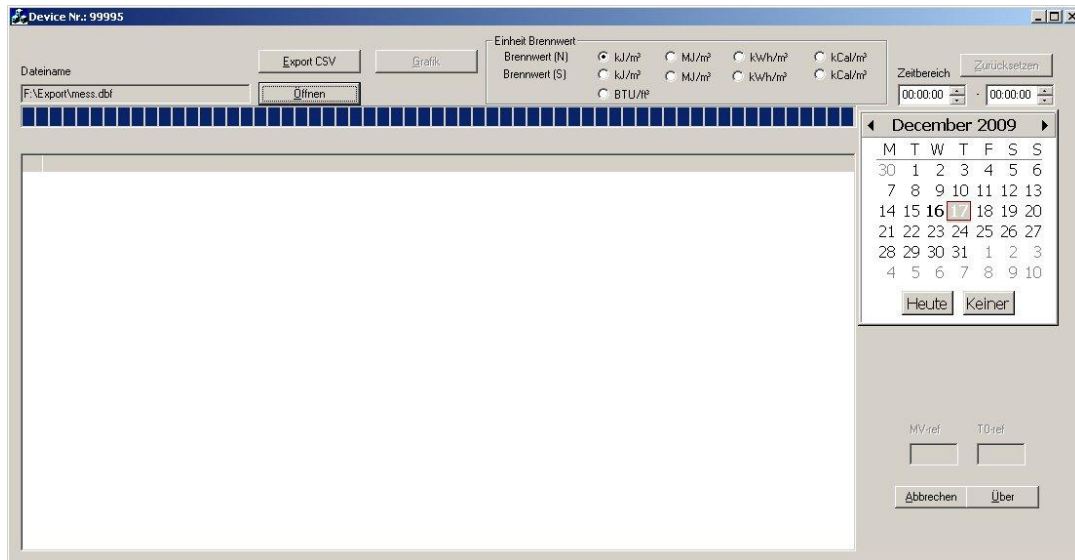 Device Nr.: 99995
Einheit Brennwert
Export CSV
Grafik
Brennwert (N)
kJ/m³
MJ/m³
kWh/m³
kCal/m³
Dateiname
Brennwert (S)
kJ/m³
MJ/m³
kWh/m³
kCal/m³
Zeitbereich
Zurücksetzen
F:\Export\mess.dbf
Öffnen
BTU/ft³
00:00:00 - 00:00:00
December 2009
M T W T F S S
30 1 2 3 4 5 6
7 8 9 10 11 12 13
14 15 16 17 18 19 20
21 22 23 24 25 26 27
28 29 30 31 1 2 3
4 5 6 7 8 9 10
Heute Keiner
MV-ref T0-ref
Abbrechen Über